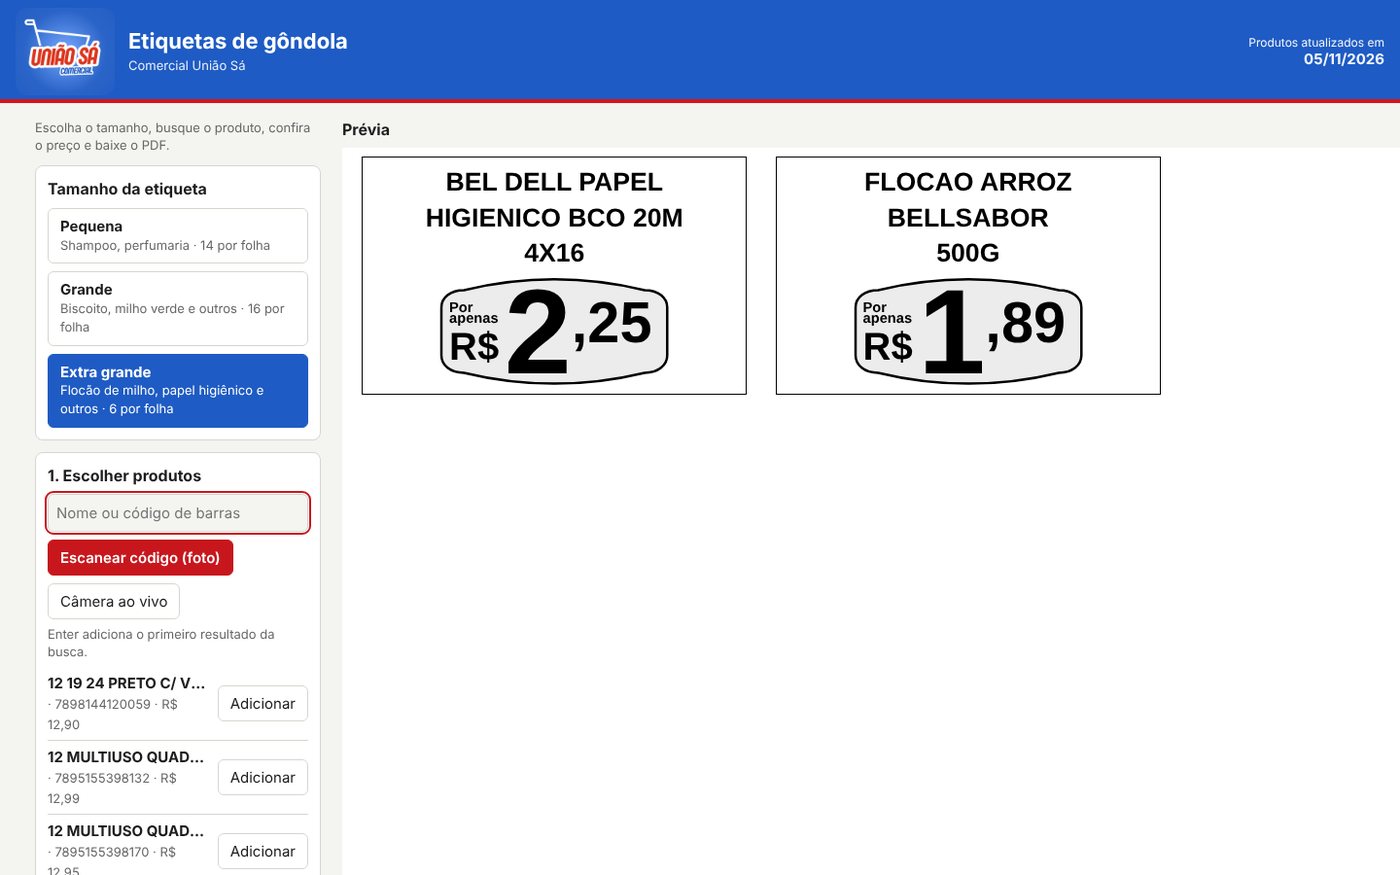 UNIÃO SÁ
COMERCIAL
Etiquetas de gôndola
Comercial União Sá
Produtos atualizados em
05/11/2026
Escolha o tamanho, busque o produto, confira
o preço e baixe o PDF.
Tamanho da etiqueta
Pequena
Shampoo, perfumaria · 14 por folha
Grande
Biscoito, milho verde e outros · 16 por
folha
Extra grande
Flocão de milho, papel higiênico e
outros · 6 por folha
1. Escolher produtos
Nome ou código de barras
Escanear código (foto)
Câmera ao vivo
Enter adiciona o primeiro resultado da
busca.
12 19 24 PRETO C/ V...
· 7898144120059 · R$
12,90
Adicionar
12 MULTIUSO QUAD...
· 7895155398132 · R$
12,99
Adicionar
12 MULTIUSO QUAD...
· 7895155398170 · R$
12,95
Adicionar
Prévia
BEL DELL PAPEL
HIGIENICO BCO 20M
4X16
Por
apenas
R$ 2,25
FLOCAO ARROZ
BELLSABOR
500G
Por
apenas
R$ 1,89